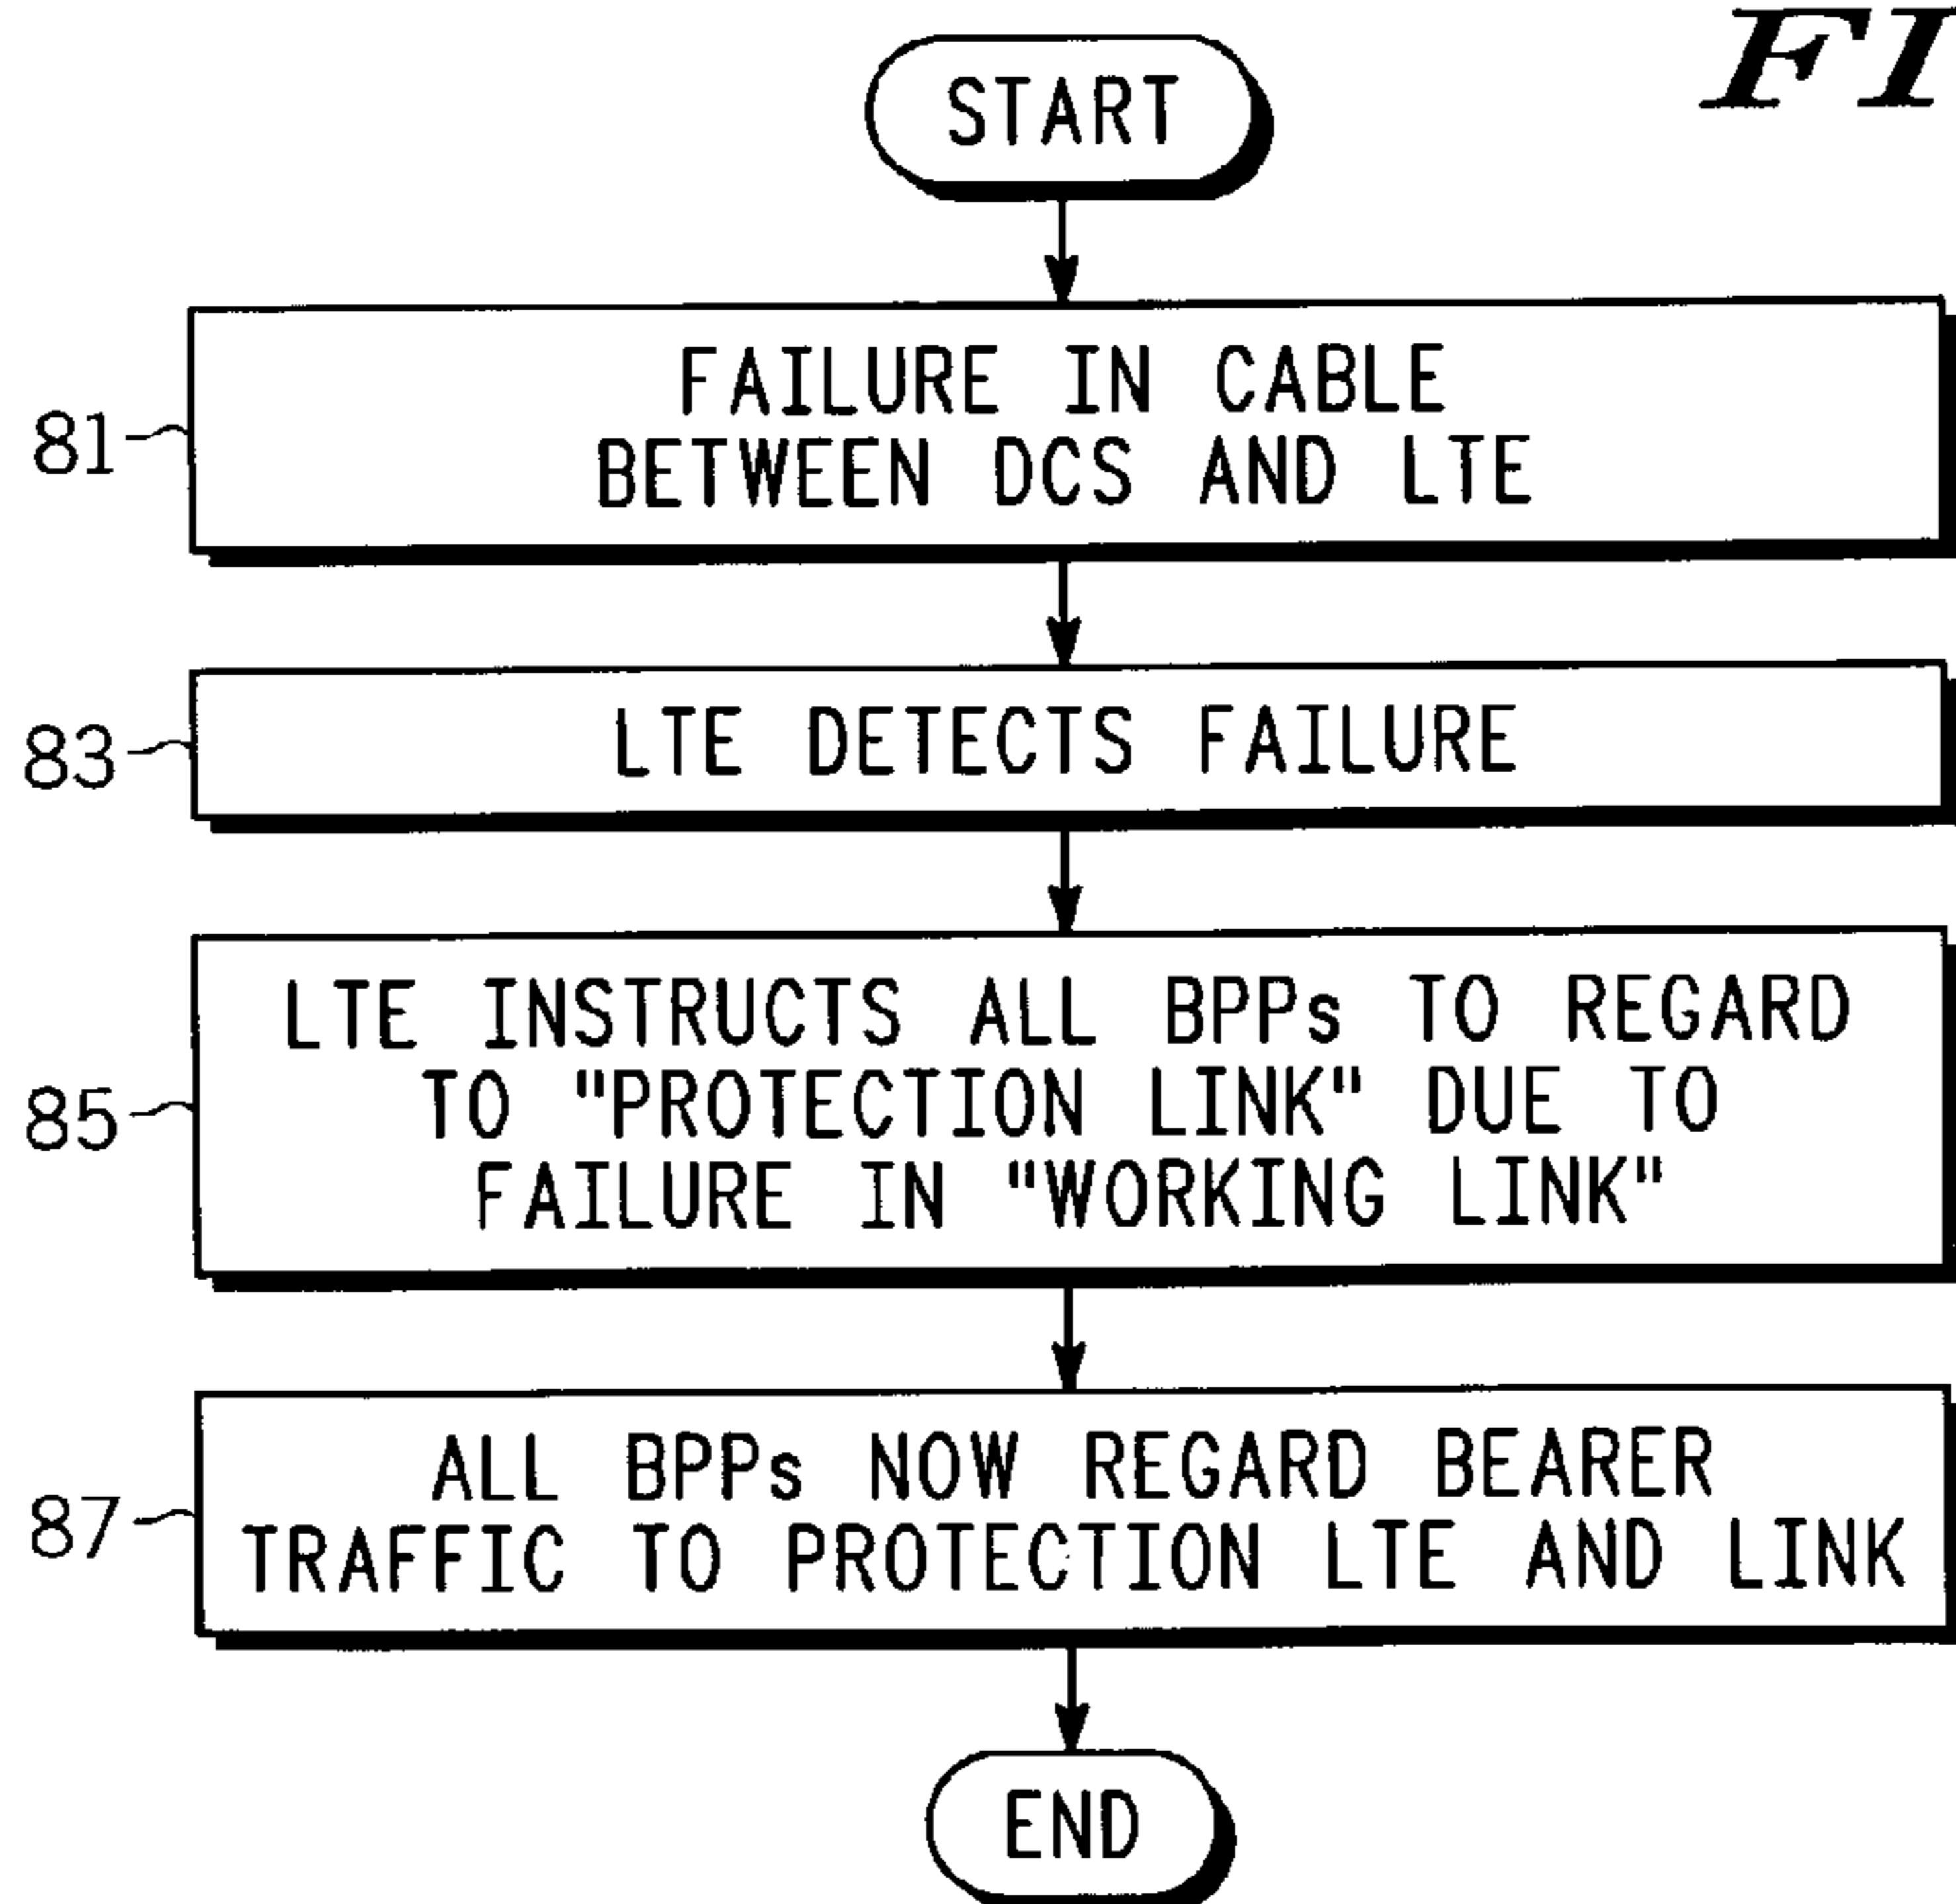 FI
START
81
FAILURE IN CABLE
BETWEEN DCS AND LTE
83
LTE DETECTS FAILURE
85
LTE INSTRUCTS ALL BPPs TO REGARD
TO "PROTECTION LINK" DUE TO
FAILURE IN "WORKING LINK"
87
ALL BPPs NOW REGARD BEARER
TRAFFIC TO PROTECTION LTE AND LINK
END